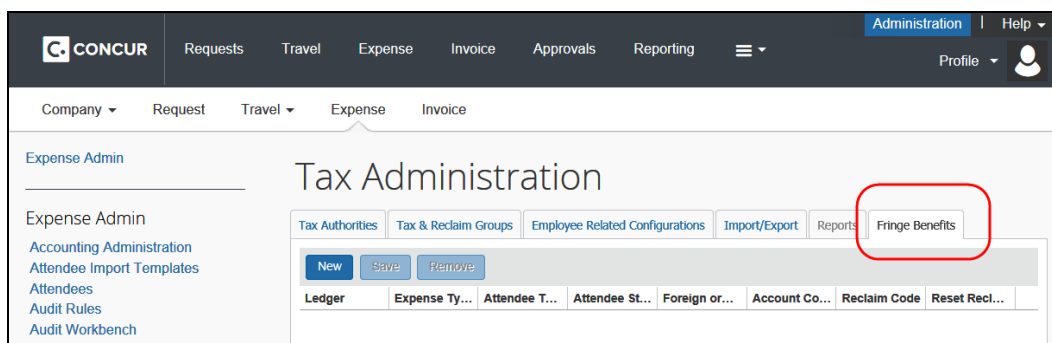 Administration | Help
C. CONCUR Requests Travel Expense Invoice Approvals Reporting
Profile
Company Request Travel Expense Invoice
Expense Admin
Tax Administration
Expense Admin
Tax Authorities Tax & Reclaim Groups Employee Related Configurations Import/Export Reports Fringe Benefits
Accounting Administration
New Save Remove
Attendee Import Templates
Attendees
Ledger Expense Ty... Attendee T... Attendee St... Foreign or... Account Co... Reclaim Code Reset Recl...
Audit Rules
Audit Workbench